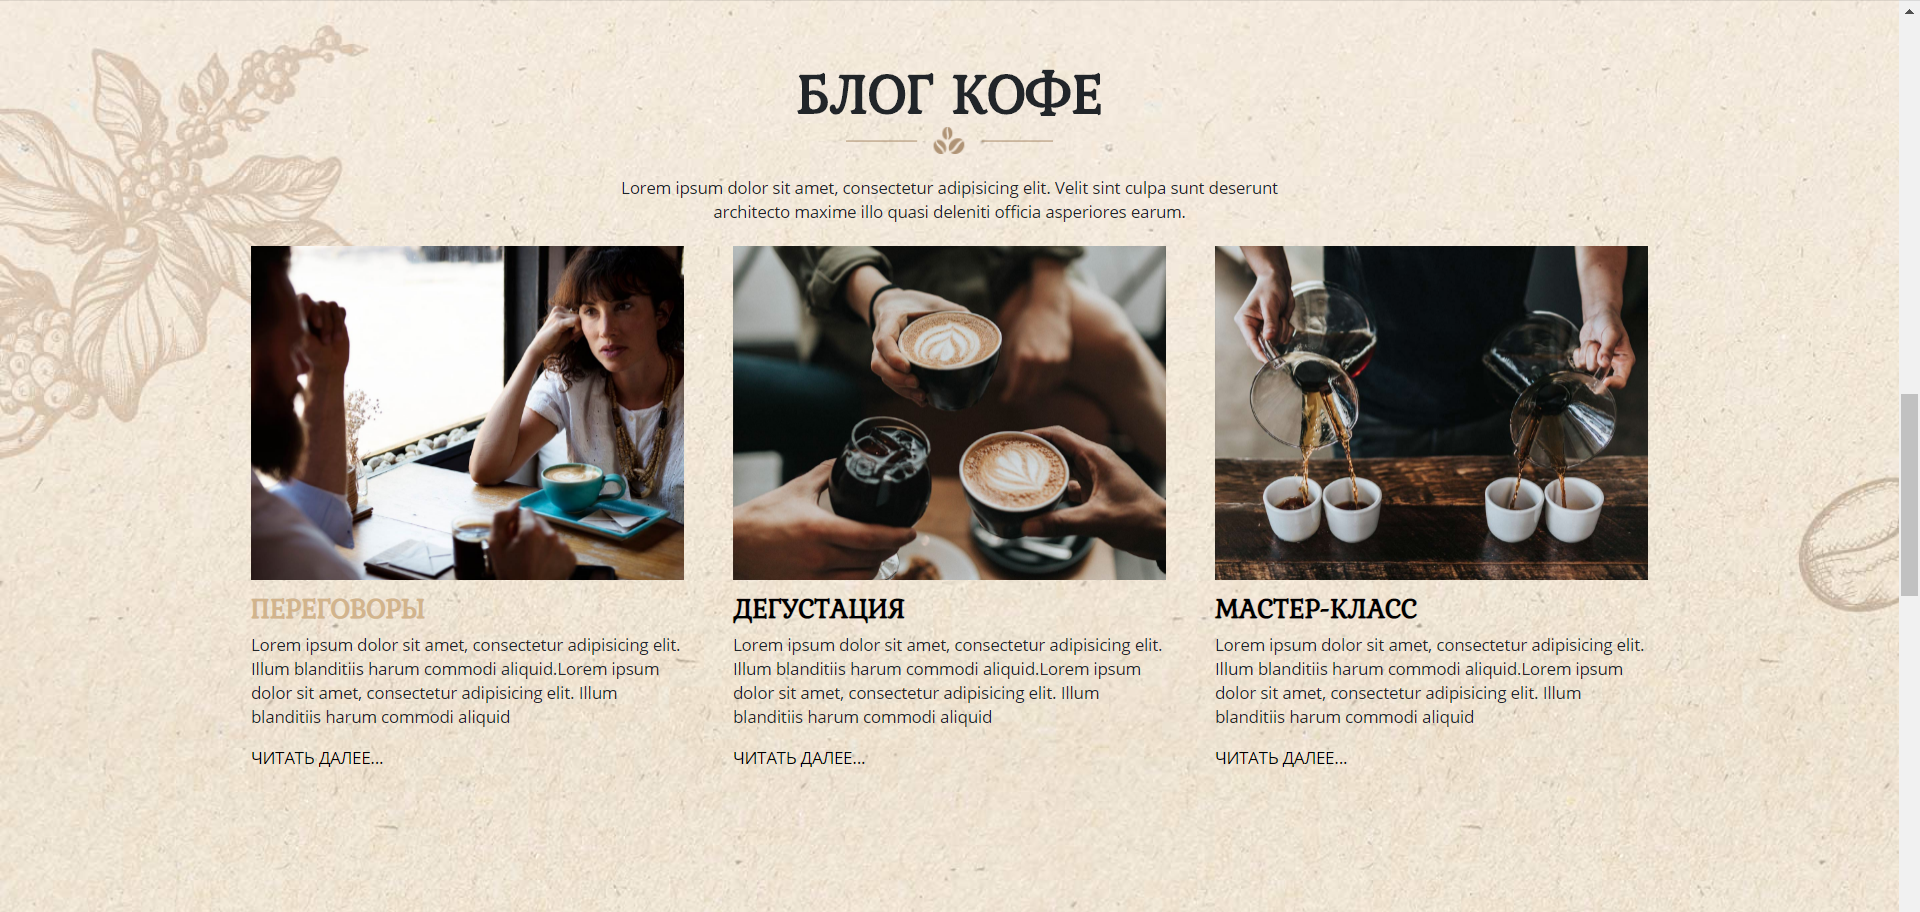 БЛОГ КОФЕ
Lorem ipsum dolor sit amet, consectetur adipisicing elit. Velit sint culpa sunt deserunt
architecto maxime illo quasi deleniti officia asperiores earum.
ПЕРЕГОВОРЫ
Lorem ipsum dolor sit amet, consectetur adipisicing elit.
Illum blanditiis harum commodi aliquid.Lorem ipsum
dolor sit amet, consectetur adipisicing elit. Illum
blanditiis harum commodi aliquid
ЧИТАТЬ ДАЛЕЕ...
ДЕГУСТАЦИЯ
Lorem ipsum dolor sit amet, consectetur adipisicing elit.
Illum blanditiis harum commodi aliquid.Lorem ipsum
dolor sit amet, consectetur adipisicing elit. Illum
blanditiis harum commodi aliquid
ЧИТАТЬ ДАЛЕЕ...
МАСТЕР-КЛАСС
Lorem ipsum dolor sit amet, consectetur adipisicing elit.
Illum blanditiis harum commodi aliquid.Lorem ipsum
dolor sit amet, consectetur adipisicing elit. Illum
blanditiis harum commodi aliquid
ЧИТАТЬ ДАЛЕЕ...